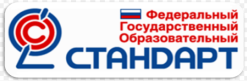 Федеральный
Государственный
Образовательный
СТАНДАРТ